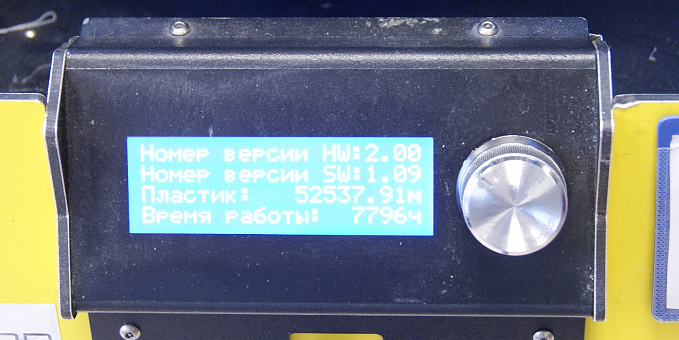 Номер версии HW:2.00
Номер версии SW:1.09
Пластик: 52537.91м
Время работы: 7796ч